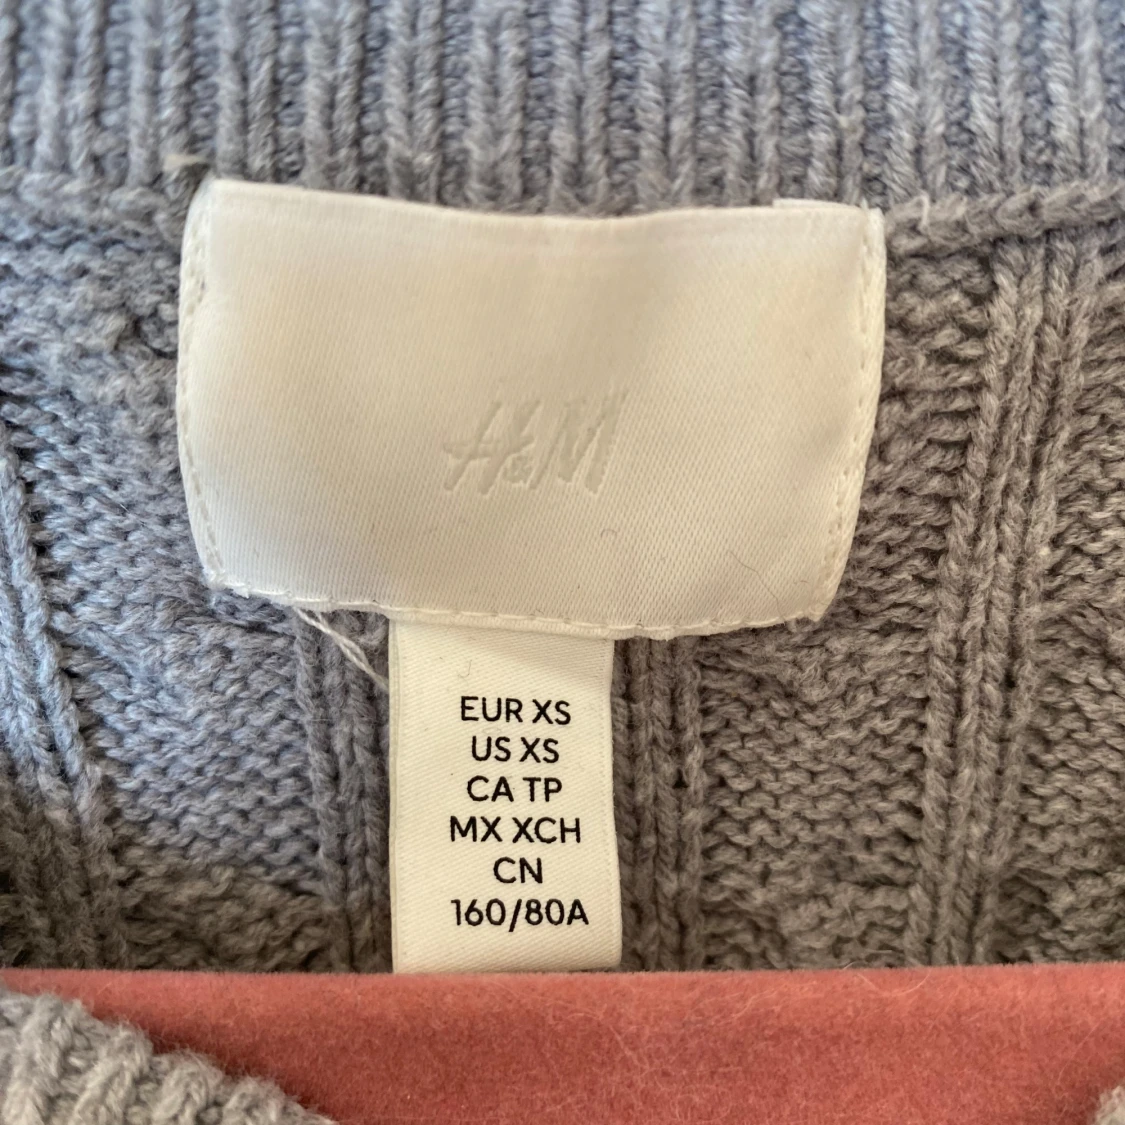 H&M
EUR XS
US XS
CA TP
MX XCH
CN
160/80A